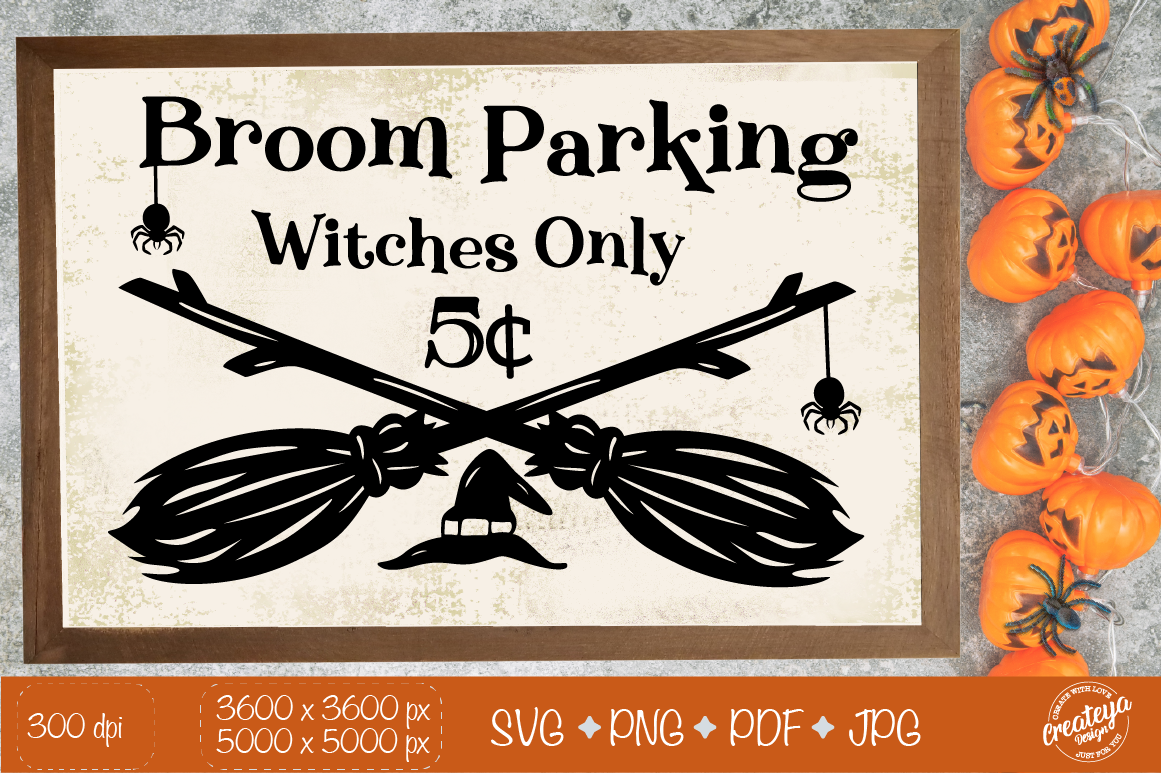 Broom Parking
Witches Only
5¢
300 dpi
3600 x 3600 px
5000 x 5000 px
SVG ✦ PNG ✦ PDF ✦ JPG
CREATE WITH LOVE
Createya
Design
JUST FOR YOU